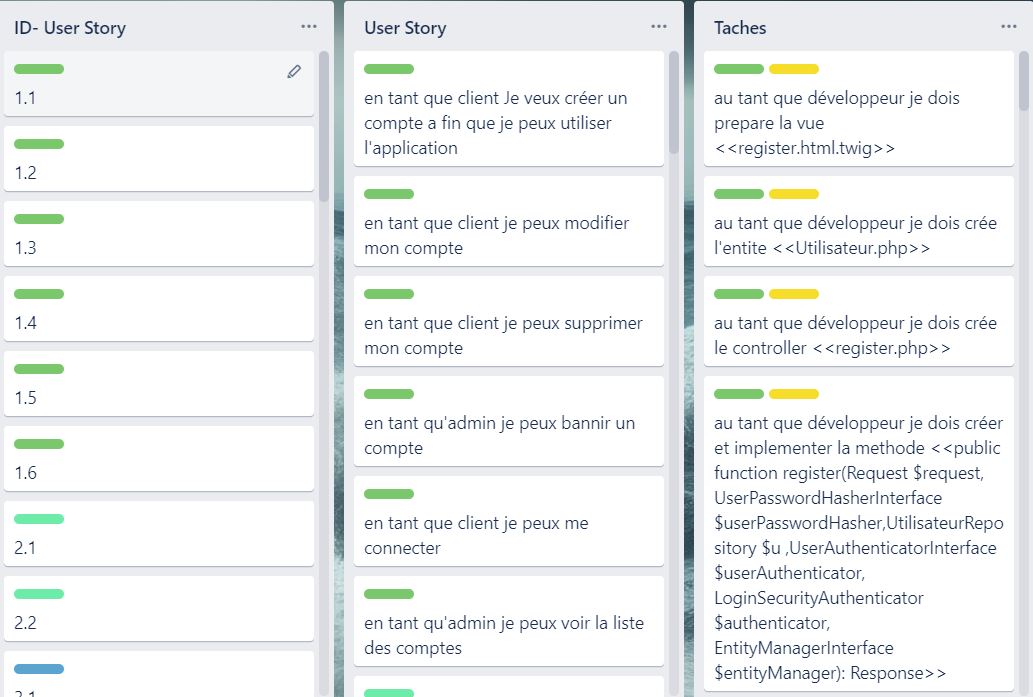 ID- User Story
1.1
1.2
1.3
1.4
1.5
1.6
2.1
2.2
3.1
User Story
en tant que client Je veux créer un
compte a fin que je peux utiliser
l'application
en tant que client je peux modifier
mon compte
en tant que client je peux supprimer
mon compte
en tant qu'admin je peux bannir un
compte
en tant que client je peux me
connecter
en tant qu'admin je peux voir la liste
des comptes
Taches
au tant que développeur je dois
prepare la vue
<<register.html.twig>>
au tant que développeur je dois crée
l'entite <<Utilisateur.php>>
au tant que développeur je dois crée
le controller <<register.php>>
au tant que développeur je dois créer
et implementer la methode <<public
function register(Request $request,
UserPasswordHasherInterface
$userPasswordHasher,UtilisateurRepo
sitory $u ,UserAuthenticatorInterface
$userAuthenticator,
LoginSecurityAuthenticator
$authenticator,
EntityManagerInterface
$entityManager): Response>>